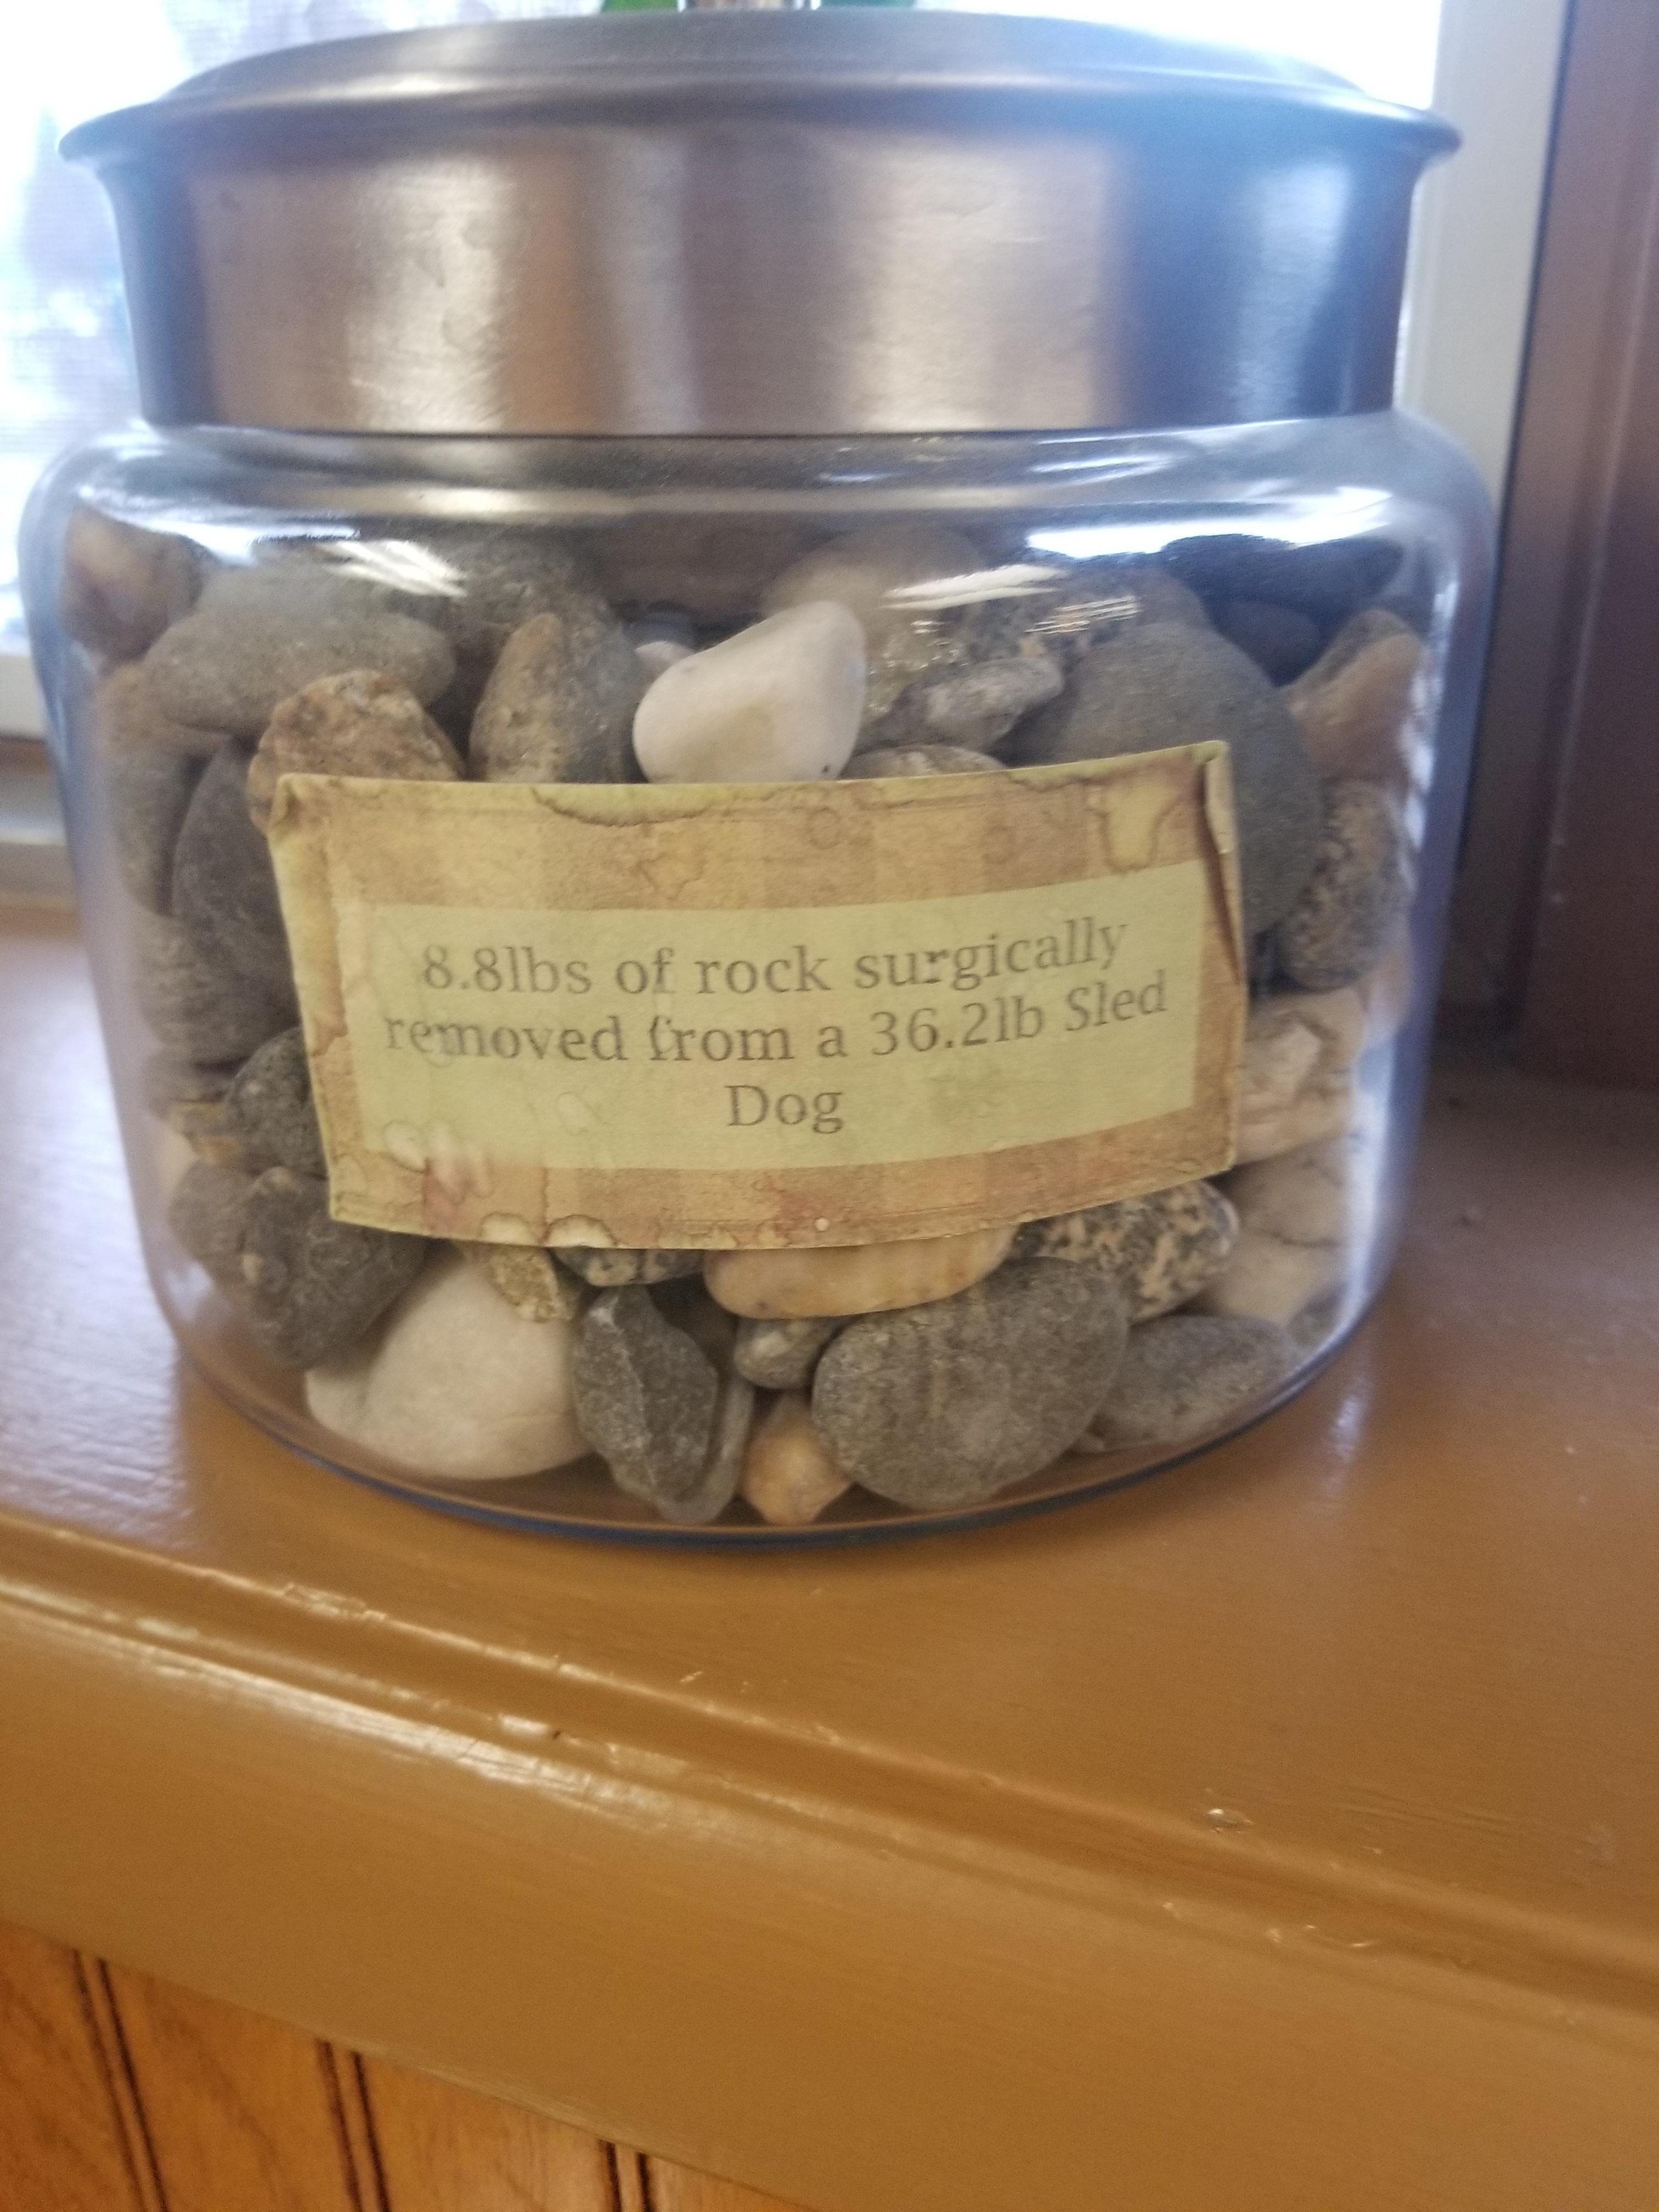 8.8lbs of rock surgically
removed from a 36.2lb Sled
Dog